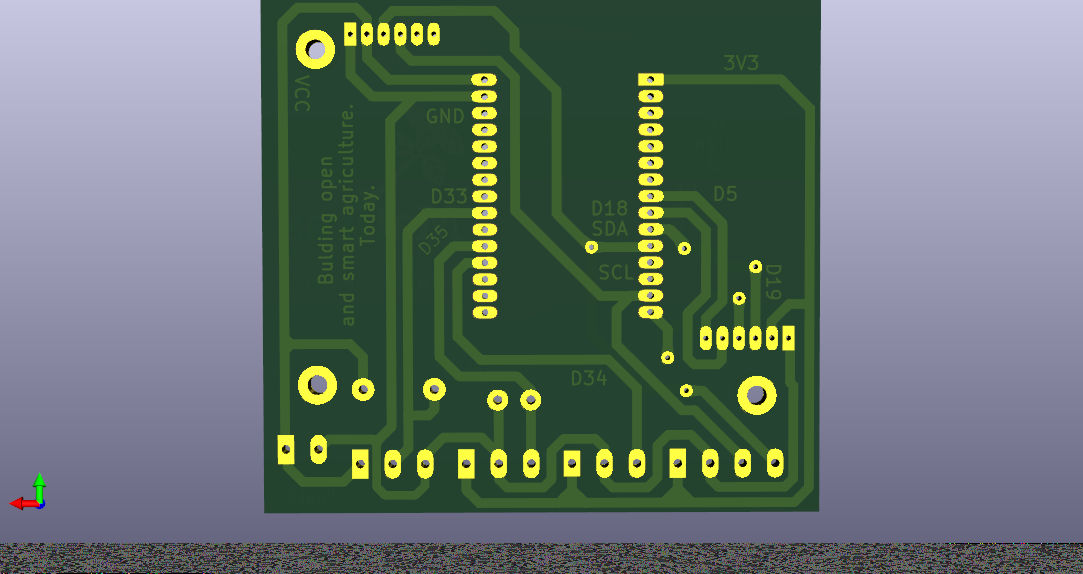 3V3
VCC
GND
Bulding open
and smart agriculture.
Today.
D33
D5
D18
SDA
D35
SCL
D19
D34